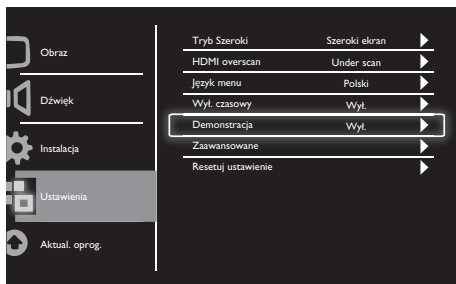 Obraz
Dźwięk
Instalacja
Ustawienia
Aktual. oprog.
Tryb Szeroki Szeroki ekran
HDMI overscan Under scan
Język menu Polski
Wył. czasowy Wył.
Demonstracja Wył.
Zaawansowane
Resetuj ustawienie